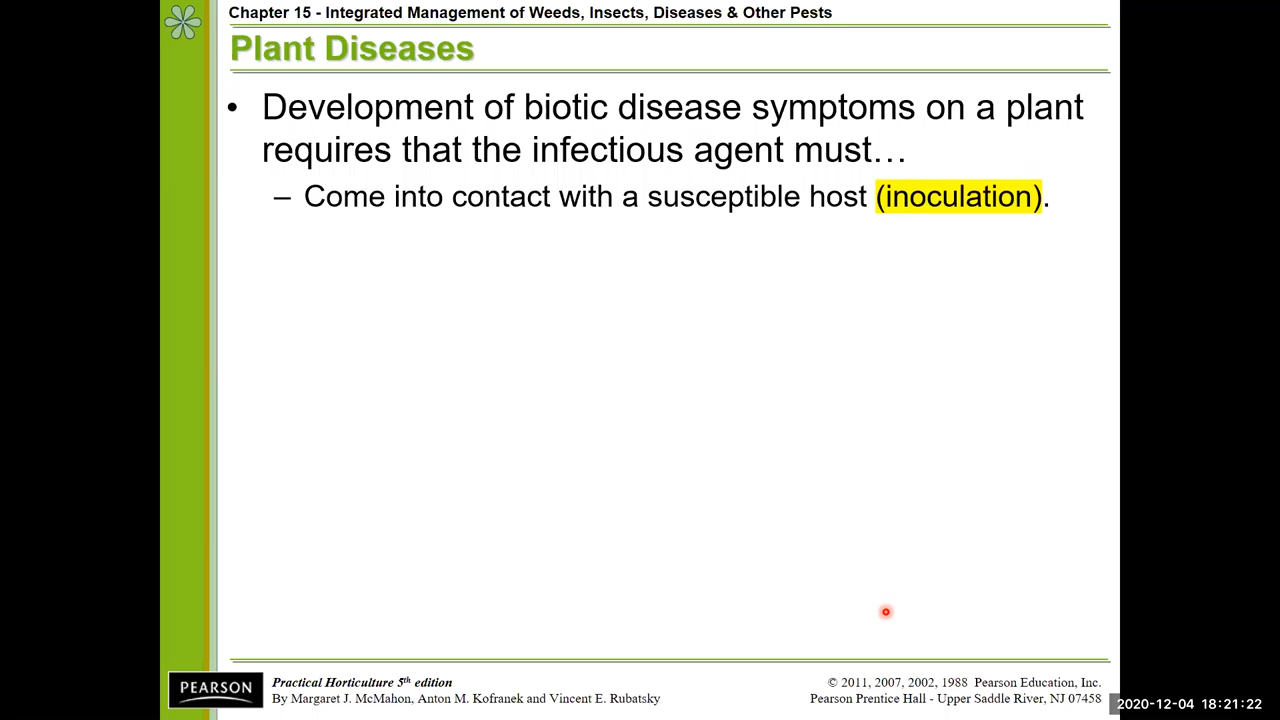 Chapter 15 - Integrated Management of Weeds, Insects, Diseases & Other Pests
Plant Diseases
• Development of biotic disease symptoms on a plant
requires that the infectious agent must…
– Come into contact with a susceptible host (inoculation).
PEARSON
Practical Horticulture 5th edition
By Margaret J. McMahon, Anton M. Kofranek and Vincent E. Rubatsky
© 2011, 2007, 2002, 1988 Pearson Education, Inc.
Pearson Prentice Hall - Upper Saddle River, NJ 07458
2020-12-04 18:21:22